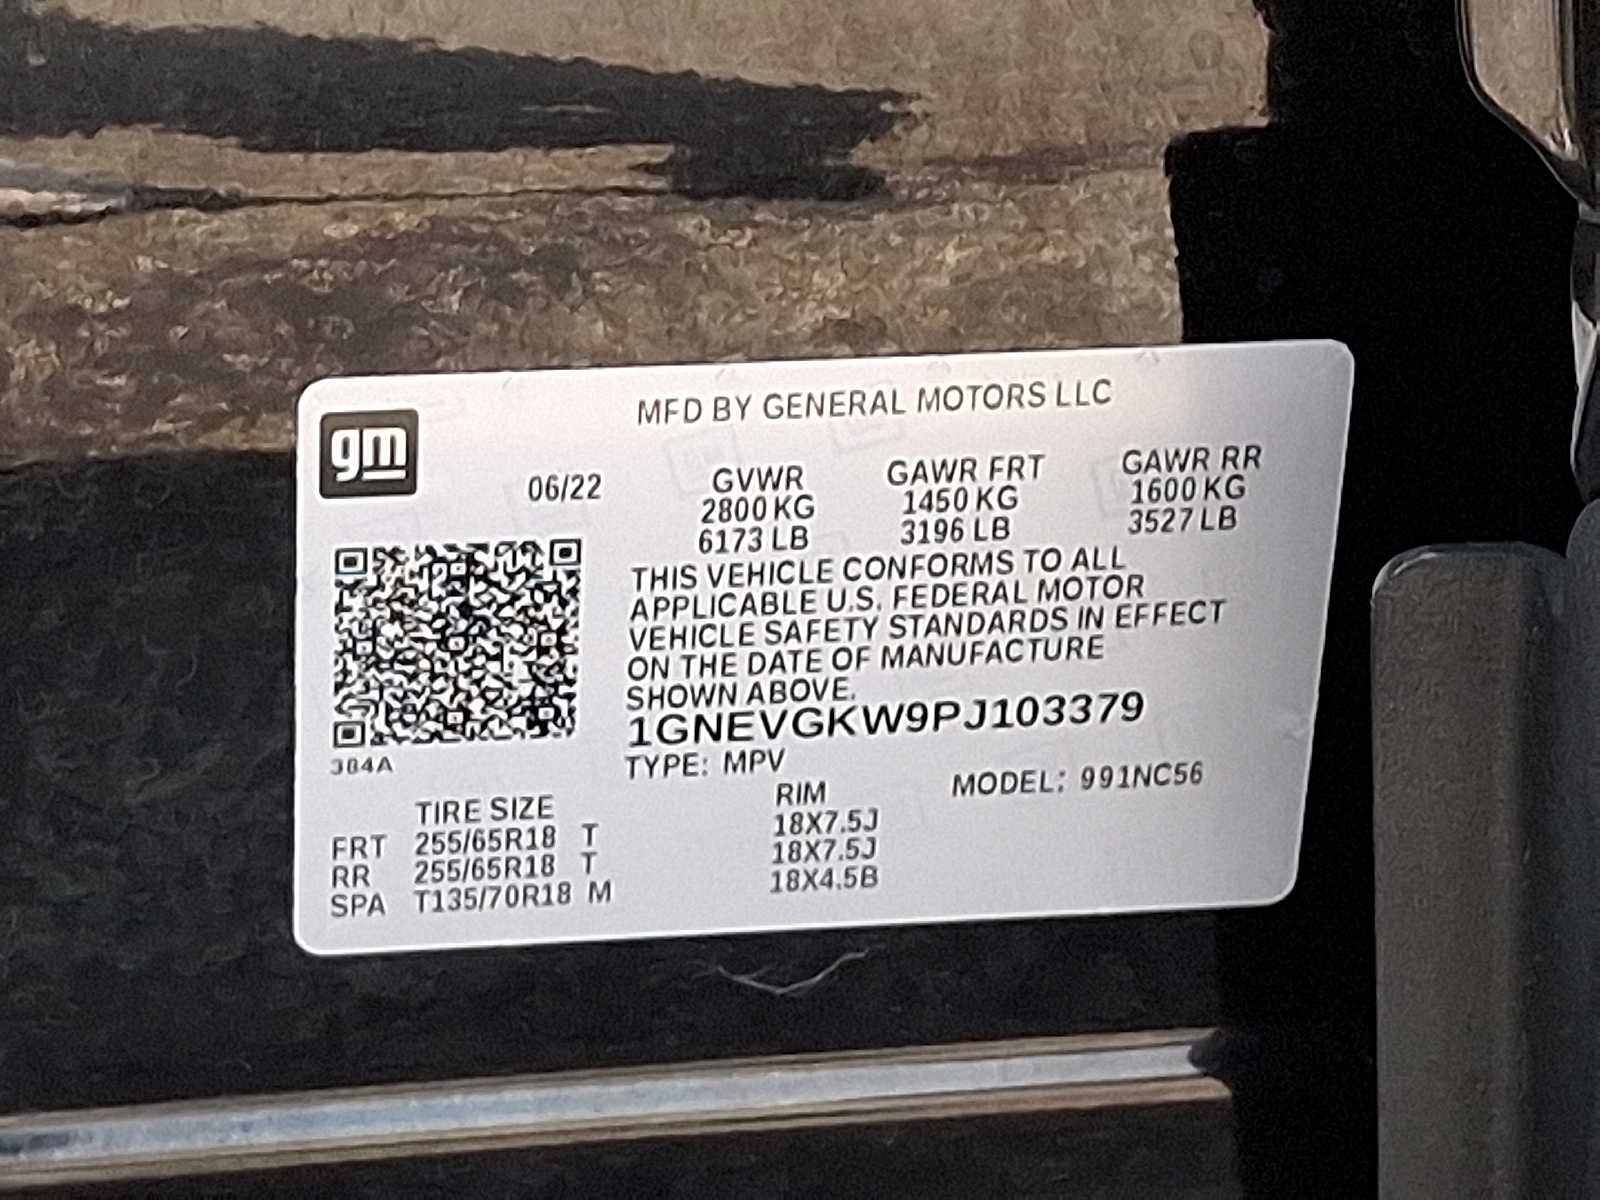 MFD BY GENERAL MOTORS LLC
gm
06/22 GVWR GAWR FRT GAWR RR
2800 KG 1450 KG 1600 KG
6173 LB 3196 LB 3527 LB
THIS VEHICLE CONFORMS TO ALL
APPLICABLE U.S. FEDERAL MOTOR
VEHICLE SAFETY STANDARDS IN EFFECT
ON THE DATE OF MANUFACTURE
SHOWN ABOVE.
1GNEVGKW9PJ103379
384A
TYPE: MPV
MODEL: 991NC56
TIRE SIZE RIM
FRT 255/65R18 T 18X7.5J
RR 255/65R18 T 18X7.5J
SPA T135/70R18 M 18X4.5B